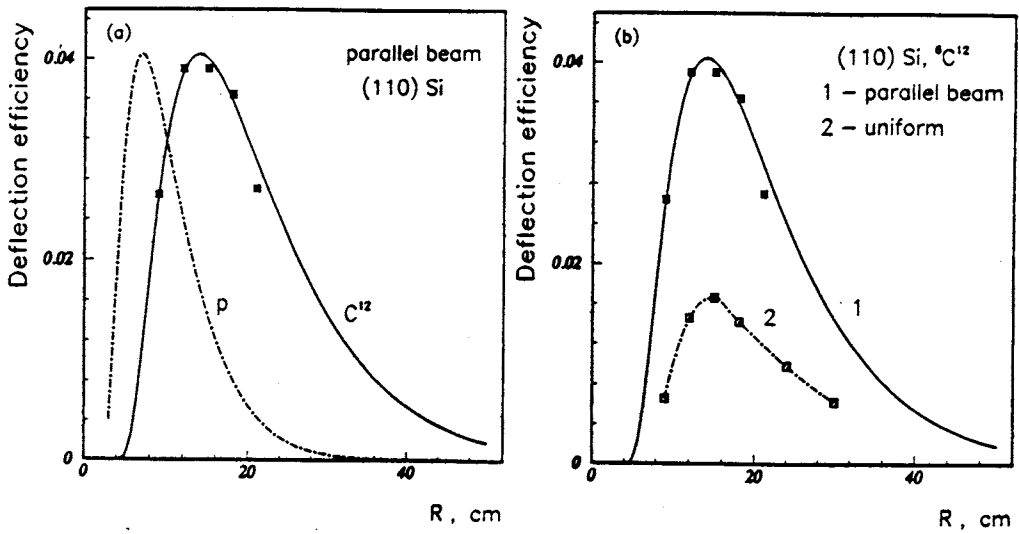 (a)
parallel beam
(110) Si
Deflection efficiency
0.04
0.02
0
p
C¹²
0
20
40
R, cm
(b)
(110) Si, ⁶C¹²
1 – parallel beam
2 – uniform
Deflection efficiency
0.04
0.02
0
1
2
0
20
40
R, cm